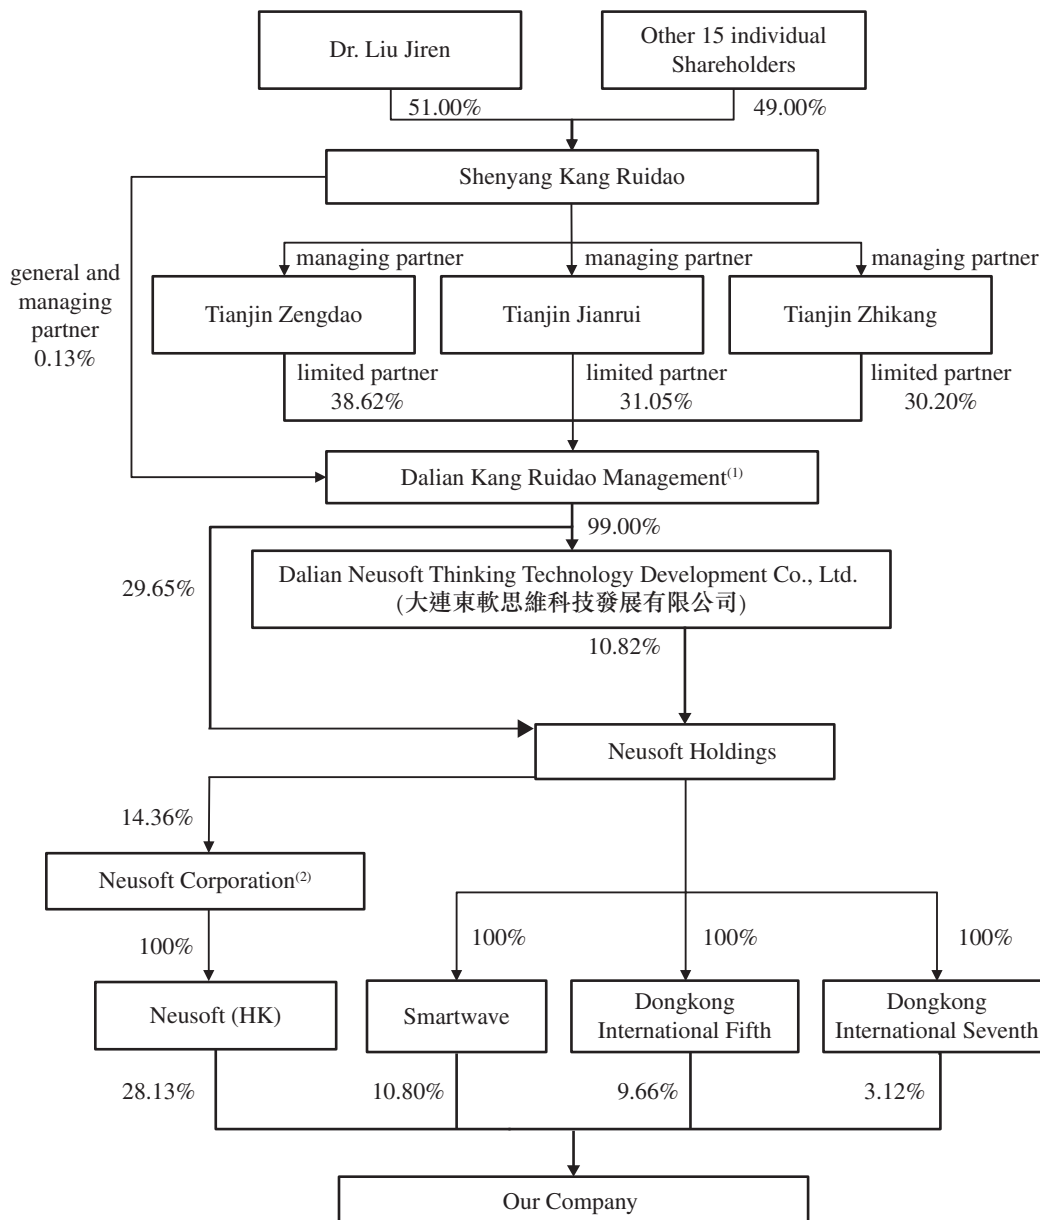 Dr. Liu Jiren
Other 15 individual
Shareholders
51.00%
49.00%
Shenyang Kang Ruidao
general and
managing
partner
0.13%
managing partner
managing partner
managing partner
Tianjin Zengdao
Tianjin Jianrui
Tianjin Zhikang
limited partner
38.62%
limited partner
31.05%
limited partner
30.20%
Dalian Kang Ruidao Management(1)
99.00%
29.65%
Dalian Neusoft Thinking Technology Development Co., Ltd.
(大連東軟思維科技發展有限公司)
10.82%
Neusoft Holdings
14.36%
Neusoft Corporation(2)
100%
100%
100%
100%
Neusoft (HK)
Smartwave
Dongkong
International Fifth
Dongkong
International Seventh
28.13%
10.80%
9.66%
3.12%
Our Company